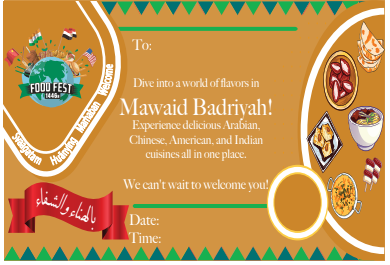 To:
FOOD FEST
1446H
Swagatam Huanying Marhaban Welcome
Dive into a world of flavors in
Mawaid Badriyah!
Experience delicious Arabian,
Chinese, American, and Indian
cuisines all in one place.
We can't wait to welcome you!
بالهناء والشفاء
Date:
Time: